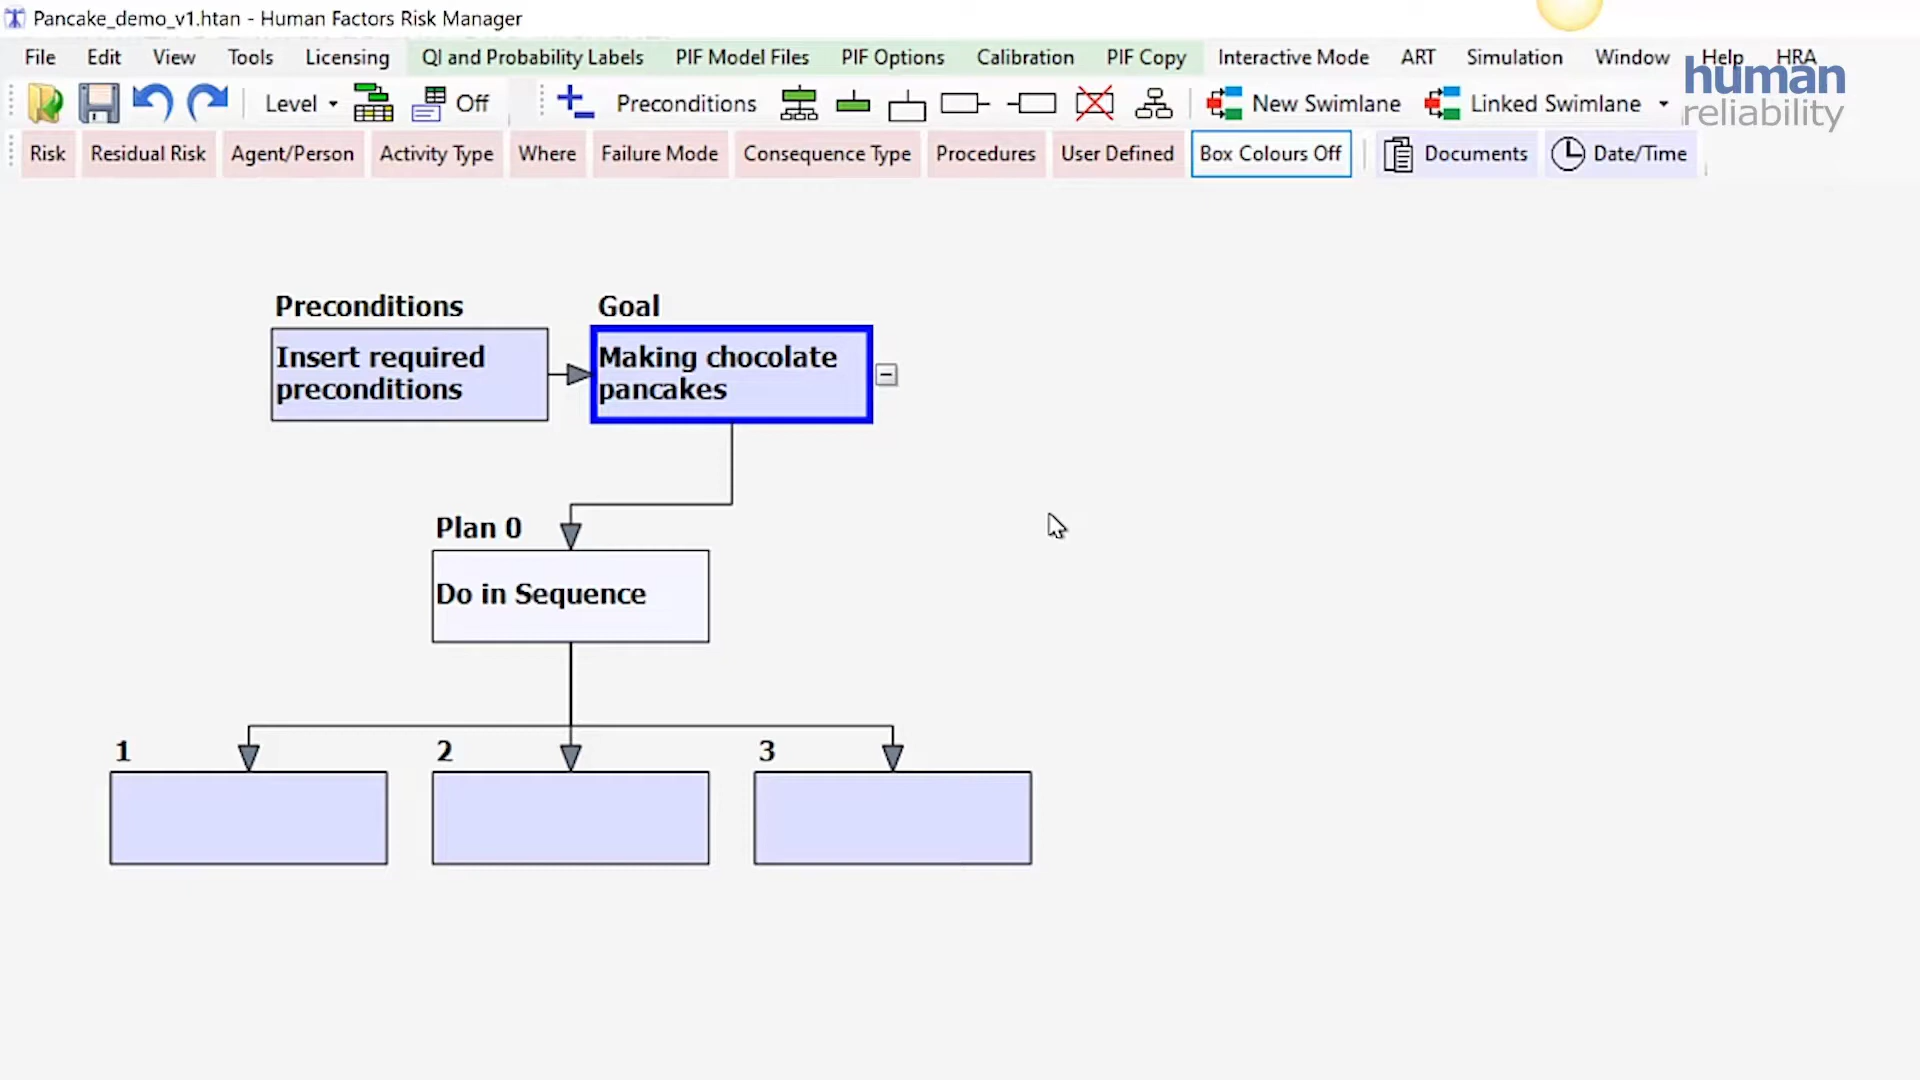 Pancake_demo_v1.htan - Human Factors Risk Manager
File Edit View Tools Licensing QI and Probability Labels PIF Model Files PIF Options Calibration PIF Copy Interactive Mode ART Simulation Window Help HRA
human
reliability
Level Off Preconditions New Swimlane Linked Swimlane
Risk Residual Risk Agent/Person Activity Type Where Failure Mode Consequence Type Procedures User Defined Box Colours Off Documents Date/Time
Preconditions Goal
Insert required
preconditions
Making chocolate
pancakes
Plan 0
Do in Sequence
1 2 3